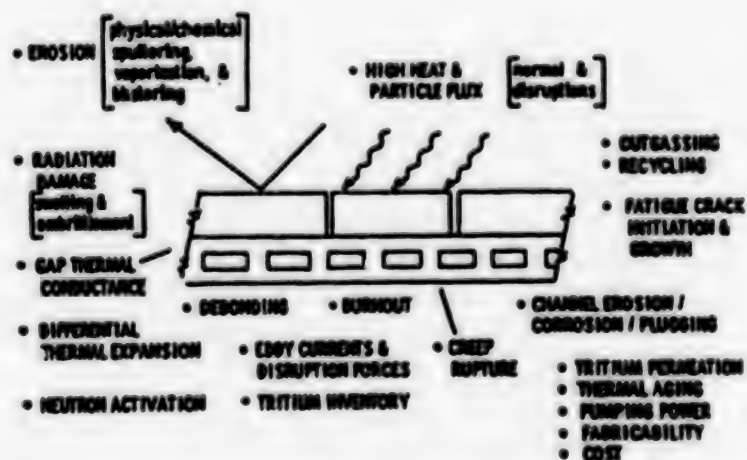 • EROSION [physical/chemical
sputtering,
vaporization, &
blistering]
• HIGH HEAT &
PARTICLE FLUX [normal &
disruptions]
• OUTGASSING
• RECYCLING
• RADIATION
DAMAGE
[swelling &
embrittlement]
• FATIGUE CRACK
INITIATION &
GROWTH
• GAP THERMAL
CONDUCTANCE
• DEBONDING
• BURNOUT
• CHANNEL EROSION /
CORROSION / PLUGGING
• DIFFERENTIAL
THERMAL EXPANSION
• EDDY CURRENTS &
DISRUPTION FORCES
• CREEP
RUPTURE
• NEUTRON ACTIVATION
• TRITIUM INVENTORY
• TRITIUM PERMEATION
• THERMAL AGING
• PUMPING POWER
• FABRICABILITY
• COST